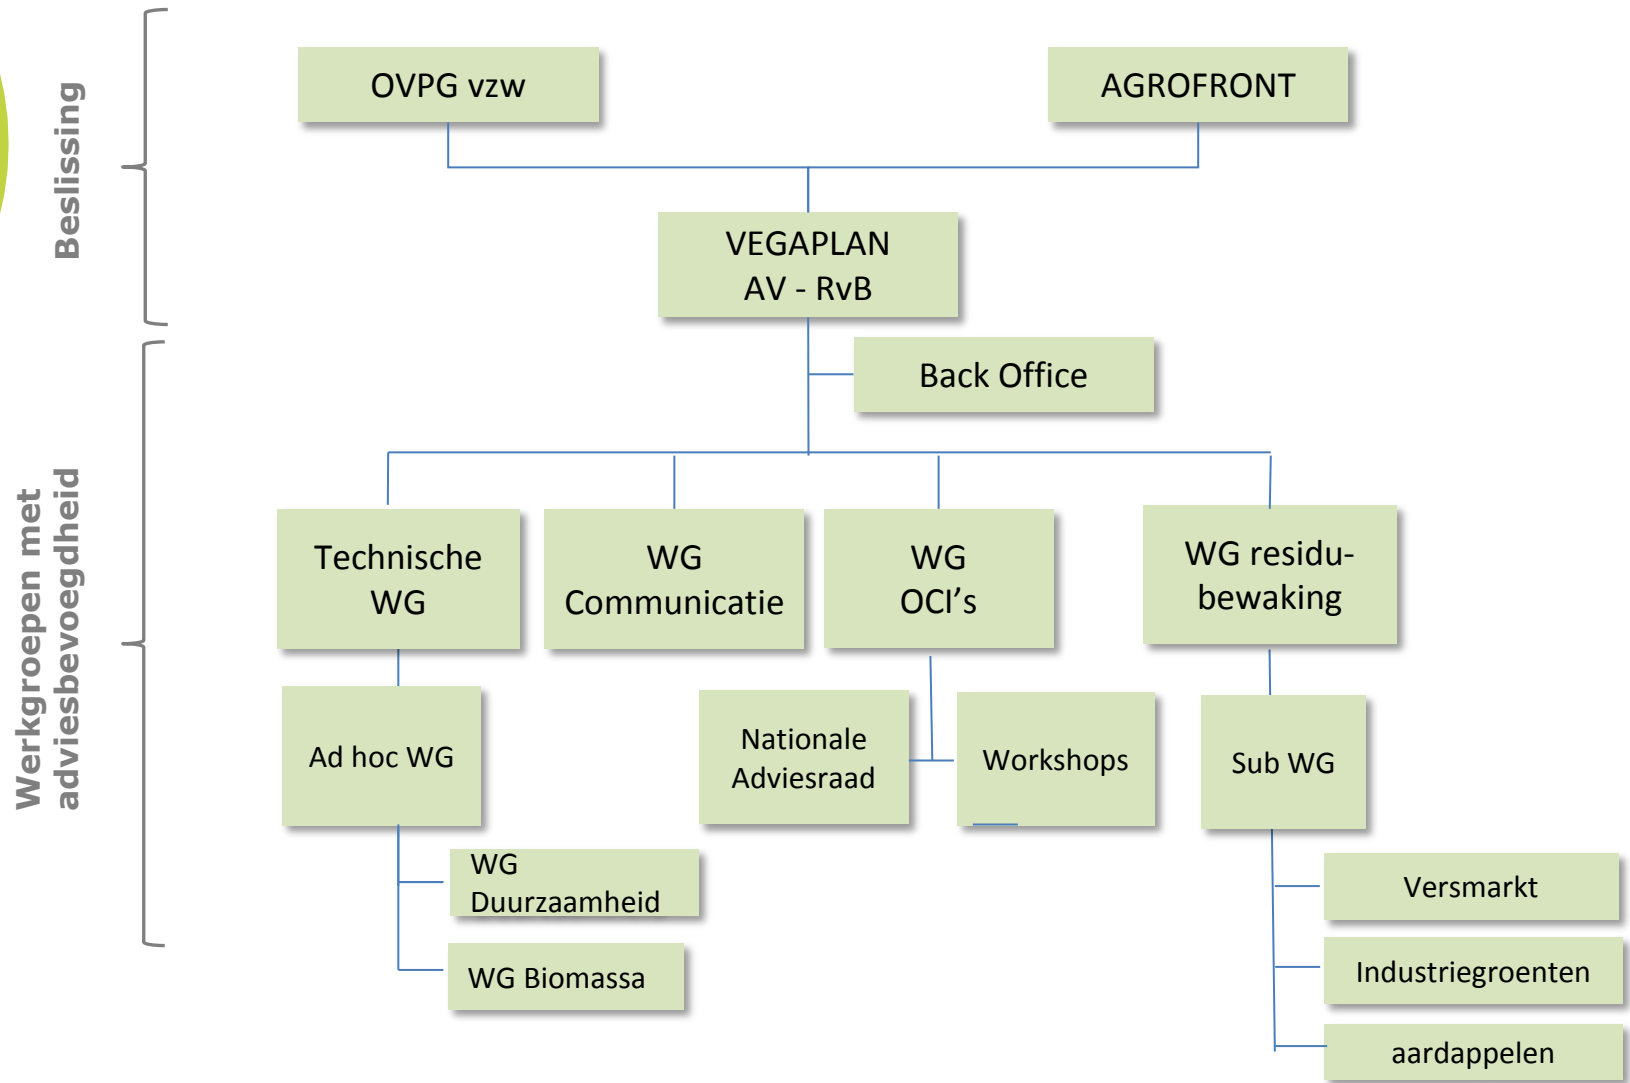 Beslissing
OVPG vzw
AGROFRONT
VEGAPLAN
AV - RvB
Back Office
Werkgroepen met
adviesbevoegdheid
Technische
WG
WG
Communicatie
WG
OCI’s
WG residu-
bewaking
Ad hoc WG
Nationale
Adviesraad
Workshops
Sub WG
WG
Duurzaamheid
WG Biomassa
Versmarkt
Industriegroenten
aardappelen